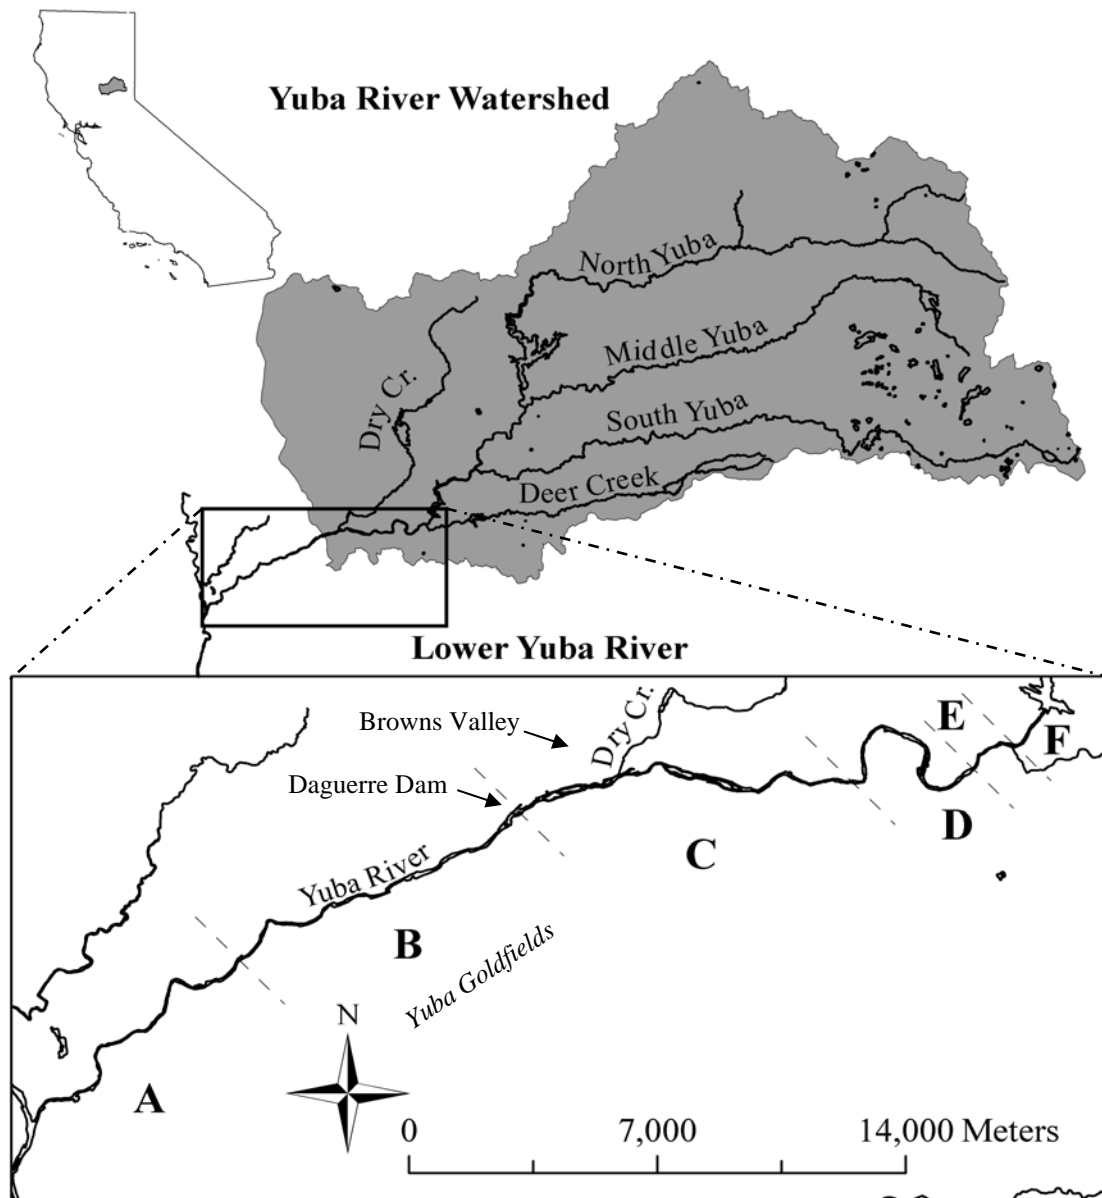 Yuba River Watershed
North Yuba
Middle Yuba
Dry Cr.
South Yuba
Deer Creek
Lower Yuba River
Browns Valley
Dry Cr.
E
F
Daguerre Dam
D
C
Yuba River
B
Yuba Goldfields
N
A
0 7,000 14,000 Meters